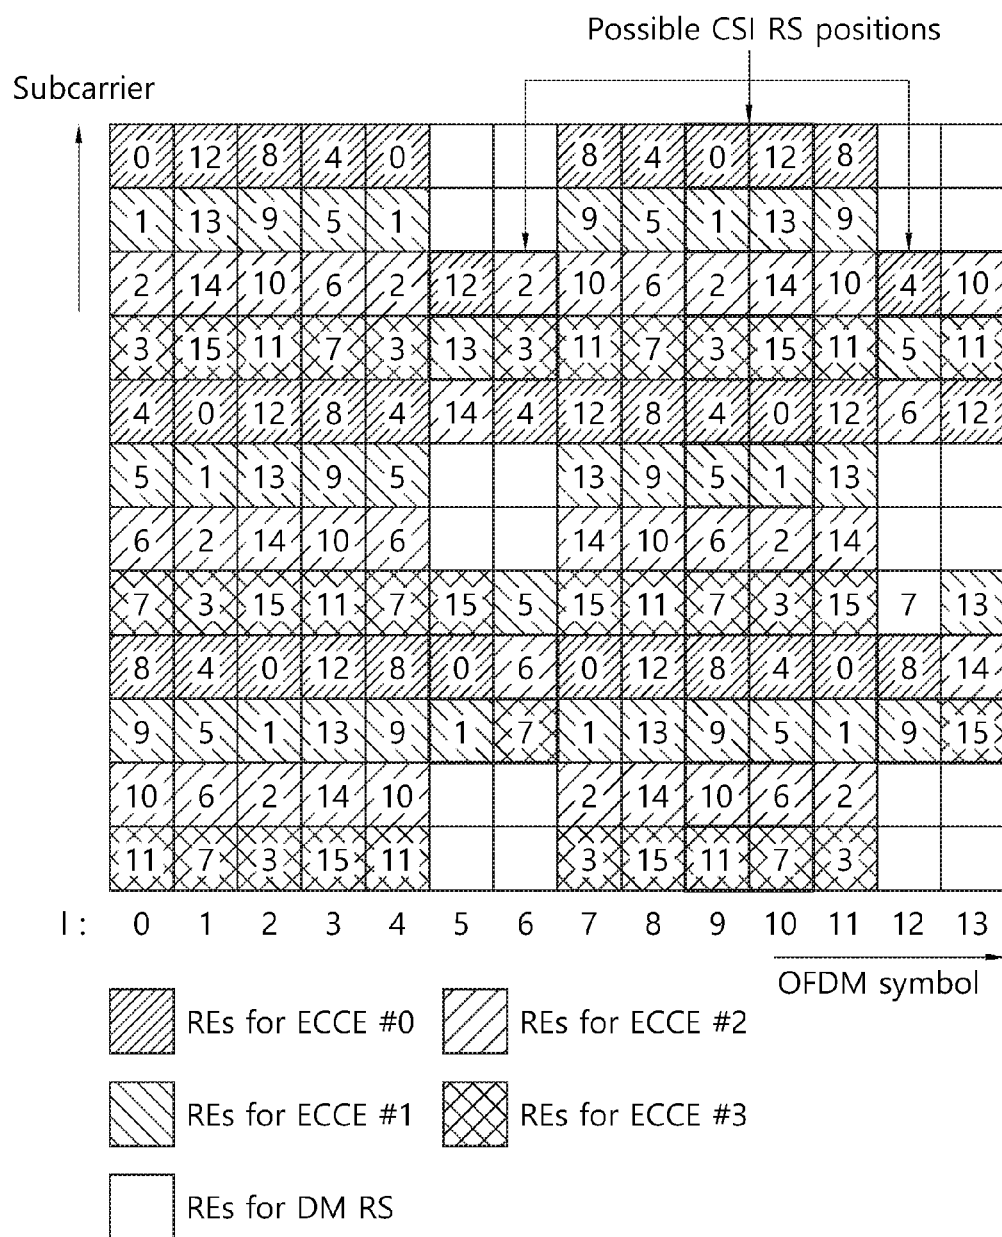 Possible CSI RS positions
Subcarrier
0 12 8 4 0 8 4 0 12 8
1 13 9 5 1 9 5 1 13 9
2 14 10 6 2 12 2 10 6 2 14 10 4 10
3 15 11 7 3 13 3 11 7 3 15 11 5 11
4 0 12 8 4 14 4 12 8 4 0 12 6 12
5 1 13 9 5 13 9 5 1 13
6 2 14 10 6 14 10 6 2 14
7 3 15 11 7 15 5 15 11 7 3 15 7 13
8 4 0 12 8 0 6 0 12 8 4 0 8 14
9 5 1 13 9 1 7 1 13 9 5 1 9 15
10 6 2 14 10 2 14 10 6 2
11 7 3 15 11 3 15 11 7 3
l : 0 1 2 3 4 5 6 7 8 9 10 11 12 13
OFDM symbol
REs for ECCE #0
REs for ECCE #2
REs for ECCE #1
REs for ECCE #3
REs for DM RS